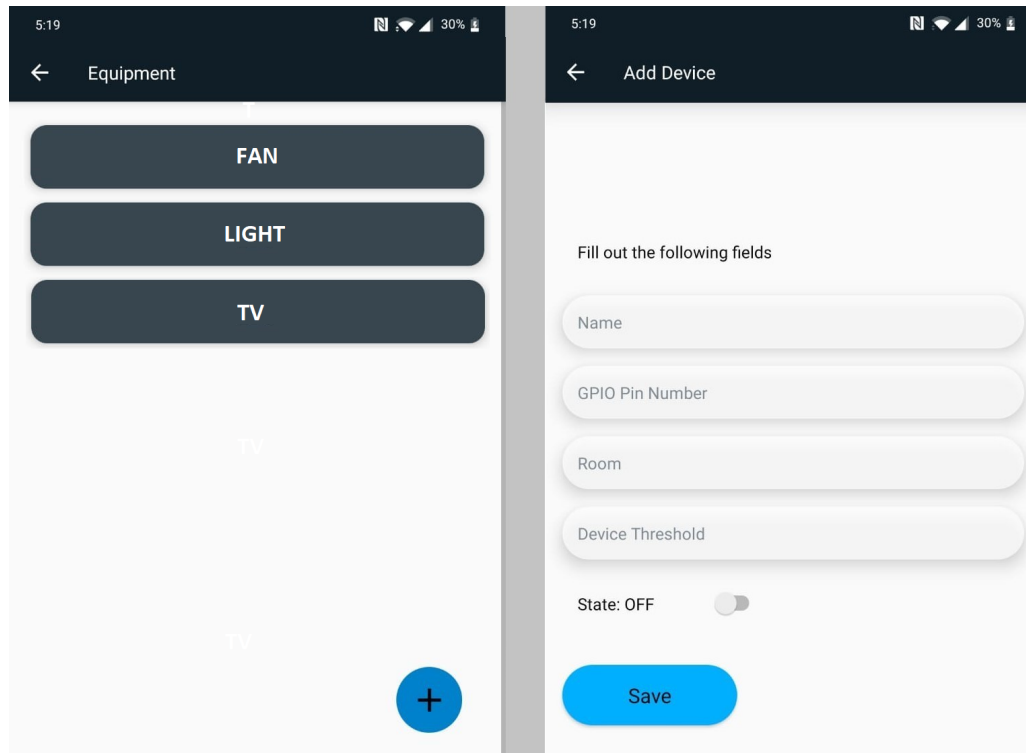 5:19 30%
Equipment
T
FAN
LIGHT
TV
TV
TV
+
5:19 30%
Add Device
Fill out the following fields
Name
GPIO Pin Number
Room
Device Threshold
State: OFF
Save